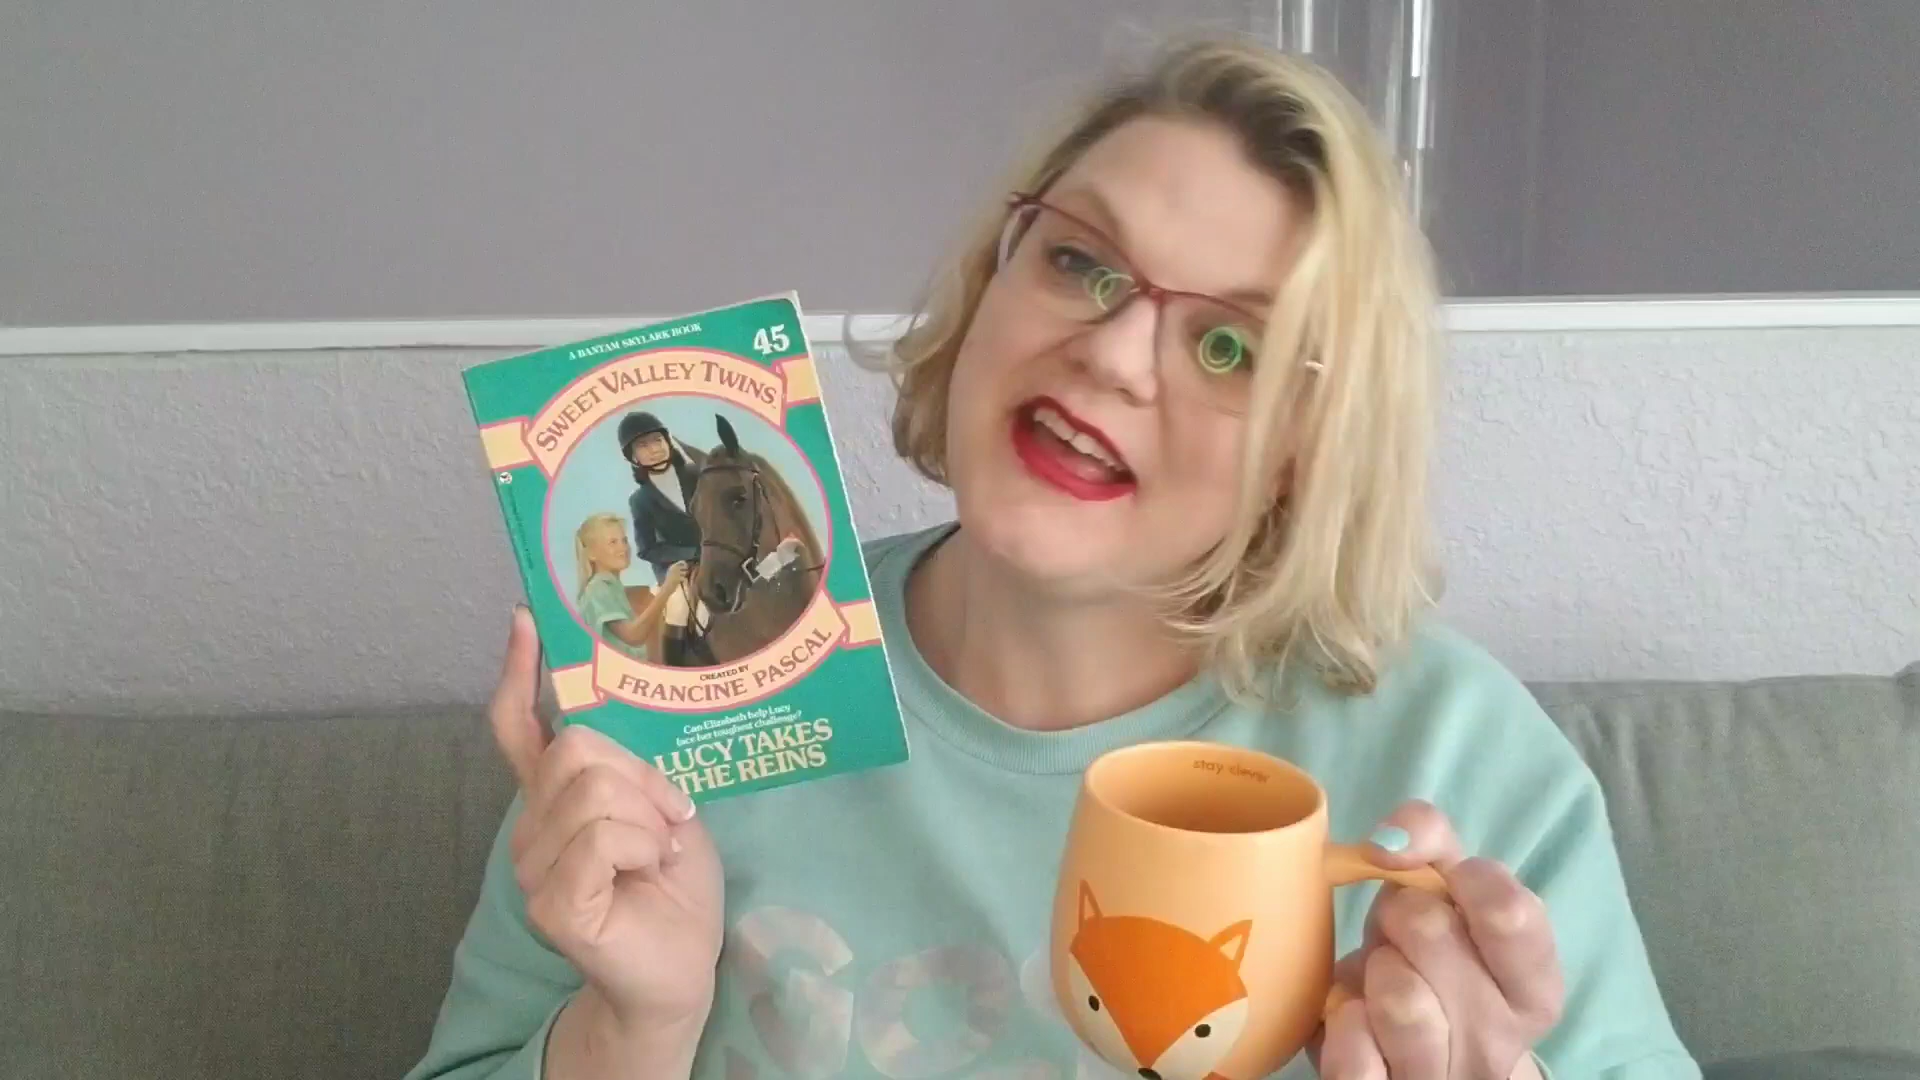 A BANTAM SKYLARK BOOK
45
SWEET VALLEY TWINS
CREATED BY
FRANCINE PASCAL
Can Elizabeth help Lucy
face her toughest challenge?
LUCY TAKES
THE REINS
stay clever